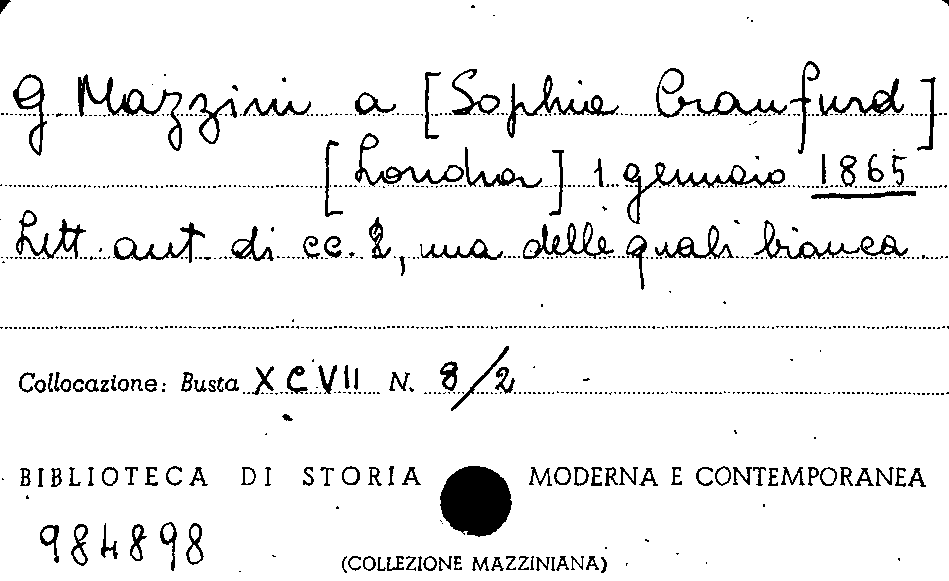 G. Mazzini a [Sophie Craufurd]
[Londra] 1 gennaio 1865
Lett. aut. di cc. 2, una delle quali bianca.
Collocazione: Busta XCVII N. 8/2
BIBLIOTECA DI STORIA MODERNA E CONTEMPORANEA
984898
(COLLEZIONE MAZZINIANA)